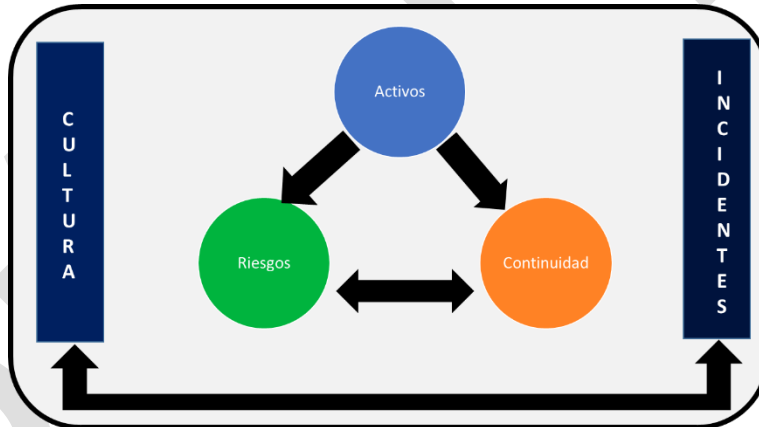 Activos
CULTURA
INCIDENTES
Riesgos
Continuidad